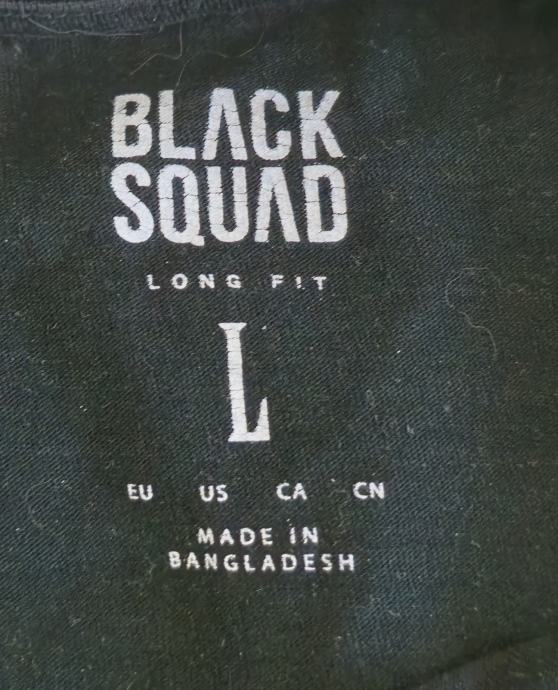 BLACK
SQUAD
LONG FIT
L
EU US CA CN
MADE IN
BANGLADESH